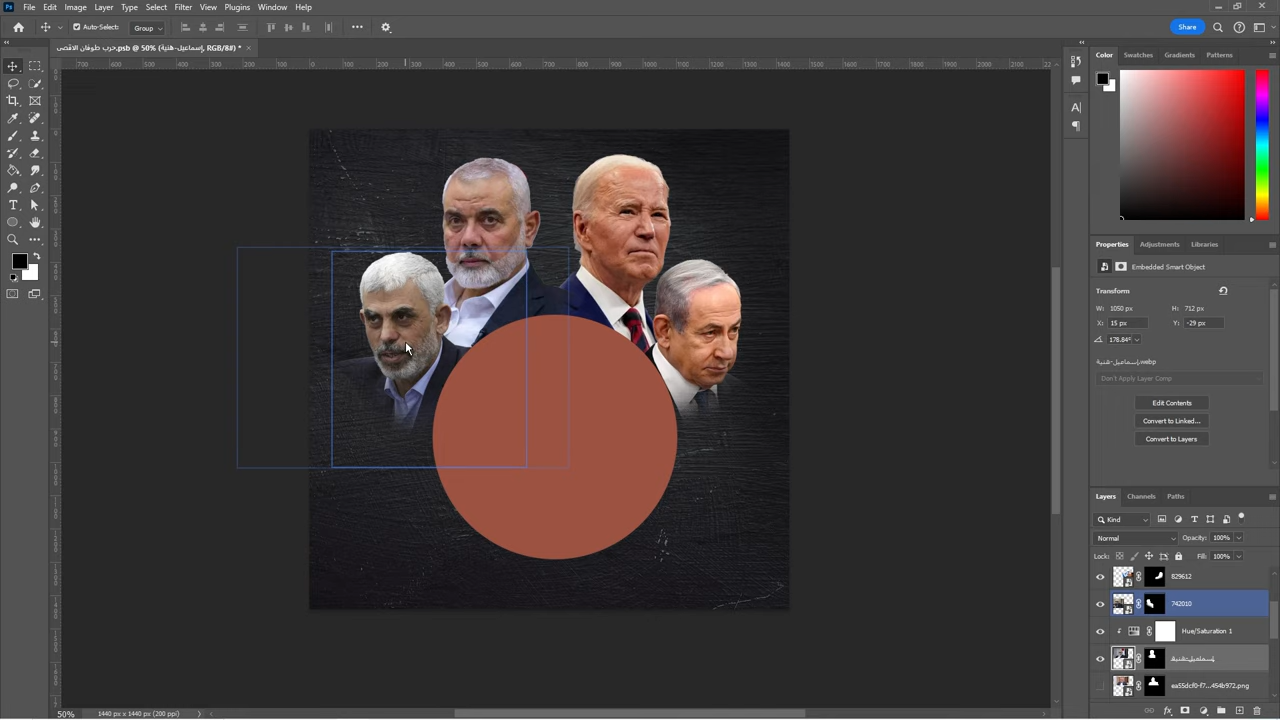 File Edit Image Layer Type Select Filter View Plugins Window Help
Auto-Select: Group
Share
حرب طوفان الاقصى.psb @ 50% (إسماعيل-هنية, RGB/8#) *
Color Swatches Gradients Patterns
Properties Adjustments Libraries
Embedded Smart Object
Transform
W: 1050 px H: 712 px
X: 15 px Y: -29 px
178.84°
إسماعيل-هنية.webp
Don't Apply Layer Comp
Edit Contents
Convert to Linked...
Convert to Layers
Layers Channels Paths
Kind
Normal Opacity: 100%
Lock: Fill: 100%
829612
742010
Hue/Saturation 1
إسماعيل-هنية
ea55dcf0-f7...454b972.png
50% 1440 px x 1440 px (200 ppi)